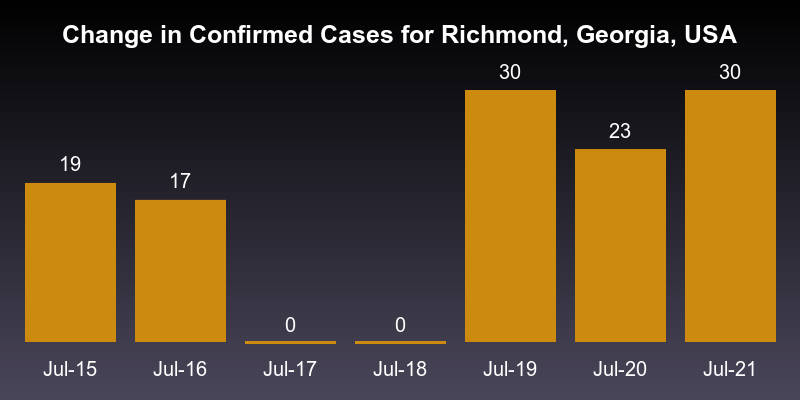 Change in Confirmed Cases for Richmond, Georgia, USA
30 30
23
19
17
0 0
Jul-15 Jul-16 Jul-17 Jul-18 Jul-19 Jul-20 Jul-21